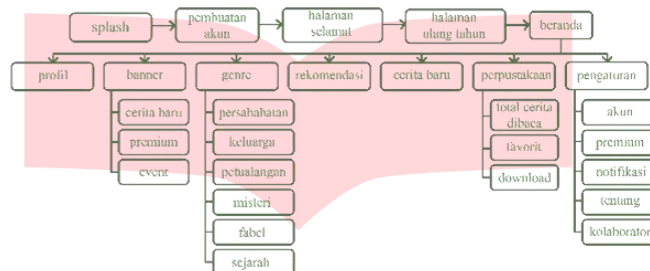 splash
pembuatan
akun
halaman
selamat
halaman
ulang tahun
beranda
profil
banner
genre
rekomendasi
cerita baru
perpustakaan
pengaturan
cerita baru
premium
event
persahabatan
keluarga
petualangan
misteri
fabel
sejarah
total cerita
dibaca
favorit
download
akun
premium
notifikasi
tentang
kolaborator